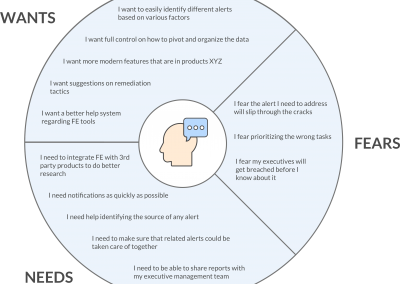 WANTS
I want to easily identify different alerts
based on various factors
I want full control on how to pivot and organize the data
I want more modern features that are in products XYZ
I want suggestions on remediation
tactics
I want a better help system
regarding FE tools
FEARS
I fear the alert I need to address
will slip through the cracks
I fear prioritizing the wrong tasks
I fear my executives will
get breached before I
know about it
NEEDS
I need to integrate FE with 3rd
party products to do better
research
I need notifications as quickly as possible
I need help identifying the source of any alert
I need to make sure that related alerts could be
taken care of together
I need to be able to share reports with
my executive management team